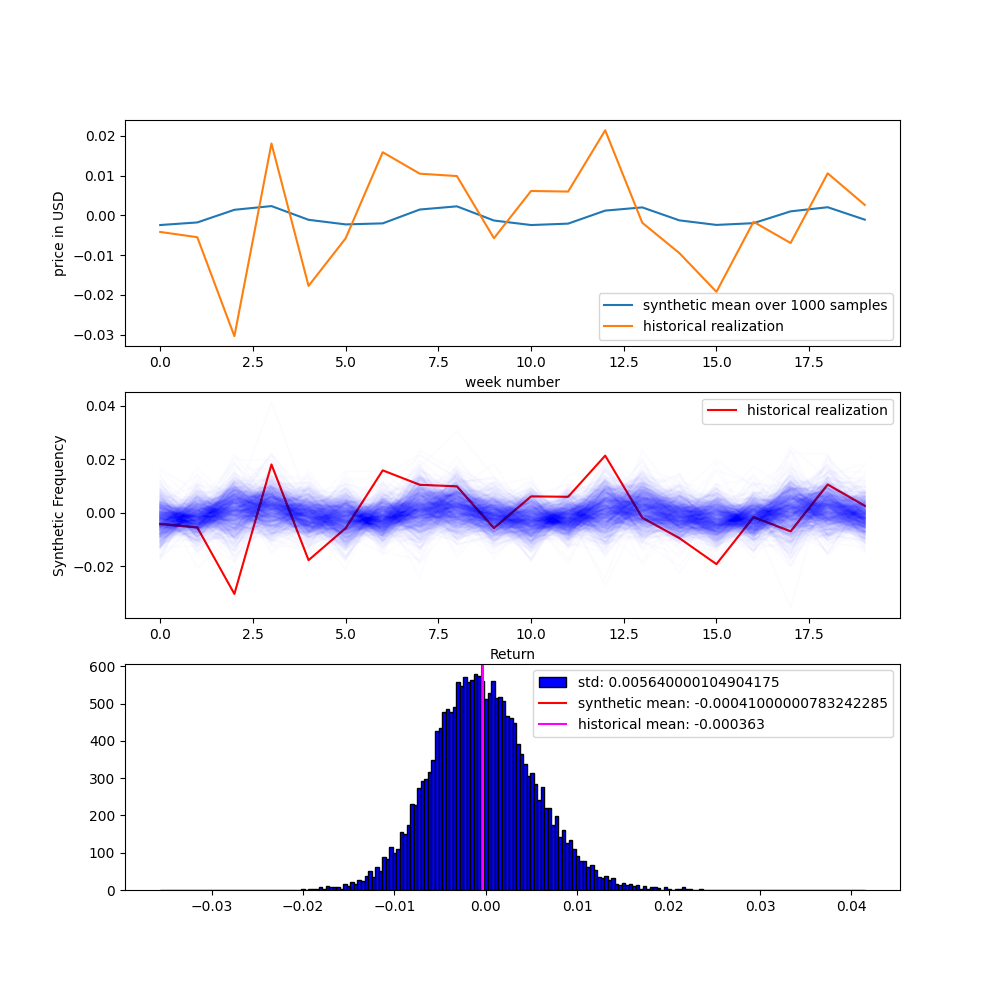 0.02
0.01
0.00
−0.01
−0.02
−0.03
price in USD
synthetic mean over 1000 samples
historical realization
0.0 2.5 5.0 7.5 10.0 12.5 15.0 17.5
week number
0.04
0.02
0.00
−0.02
Synthetic Frequency
historical realization
0.0 2.5 5.0 7.5 10.0 12.5 15.0 17.5
Return
600
500
400
300
200
100
0
std: 0.005640000104904175
synthetic mean: -0.00041000000783242285
historical mean: -0.000363
−0.03 −0.02 −0.01 0.00 0.01 0.02 0.03 0.04